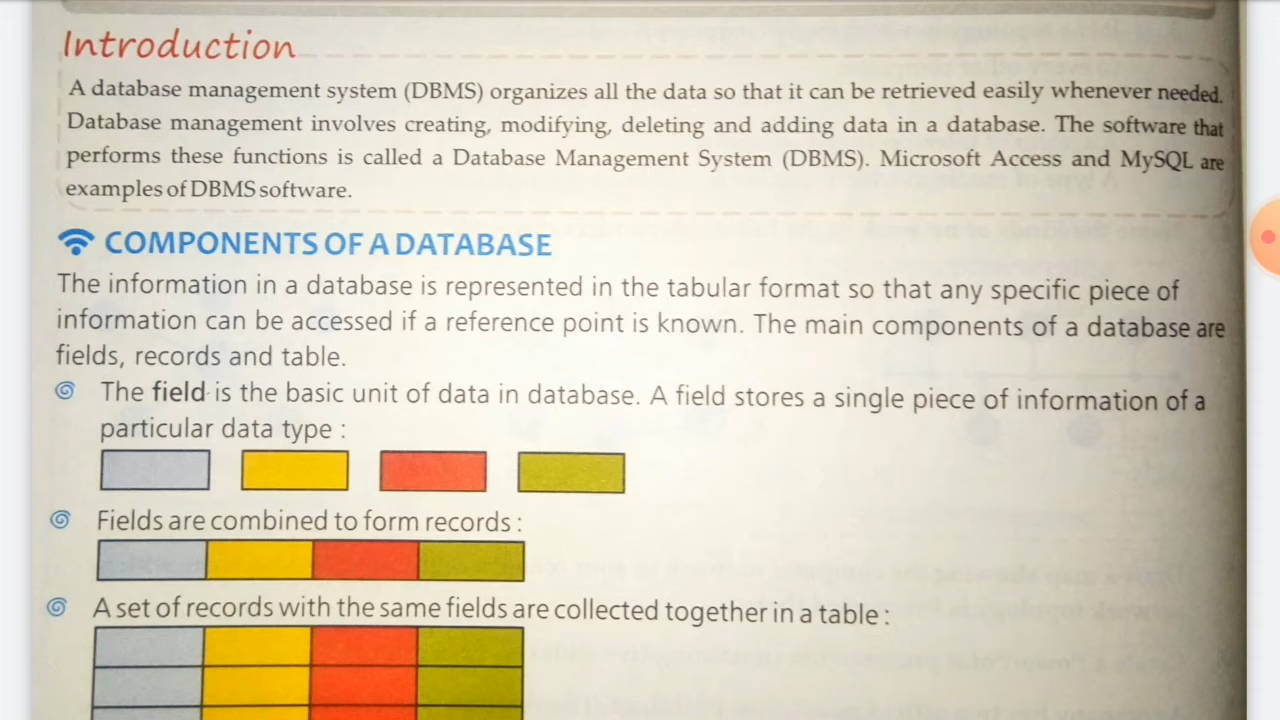 Introduction
A database management system (DBMS) organizes all the data so that it can be retrieved easily whenever needed.
Database management involves creating, modifying, deleting and adding data in a database. The software that
performs these functions is called a Database Management System (DBMS). Microsoft Access and MySQL are
examples of DBMS software.
COMPONENTS OF A DATABASE
The information in a database is represented in the tabular format so that any specific piece of
information can be accessed if a reference point is known. The main components of a database are
fields, records and table.
The field is the basic unit of data in database. A field stores a single piece of information of a
particular data type :
Fields are combined to form records :
A set of records with the same fields are collected together in a table :